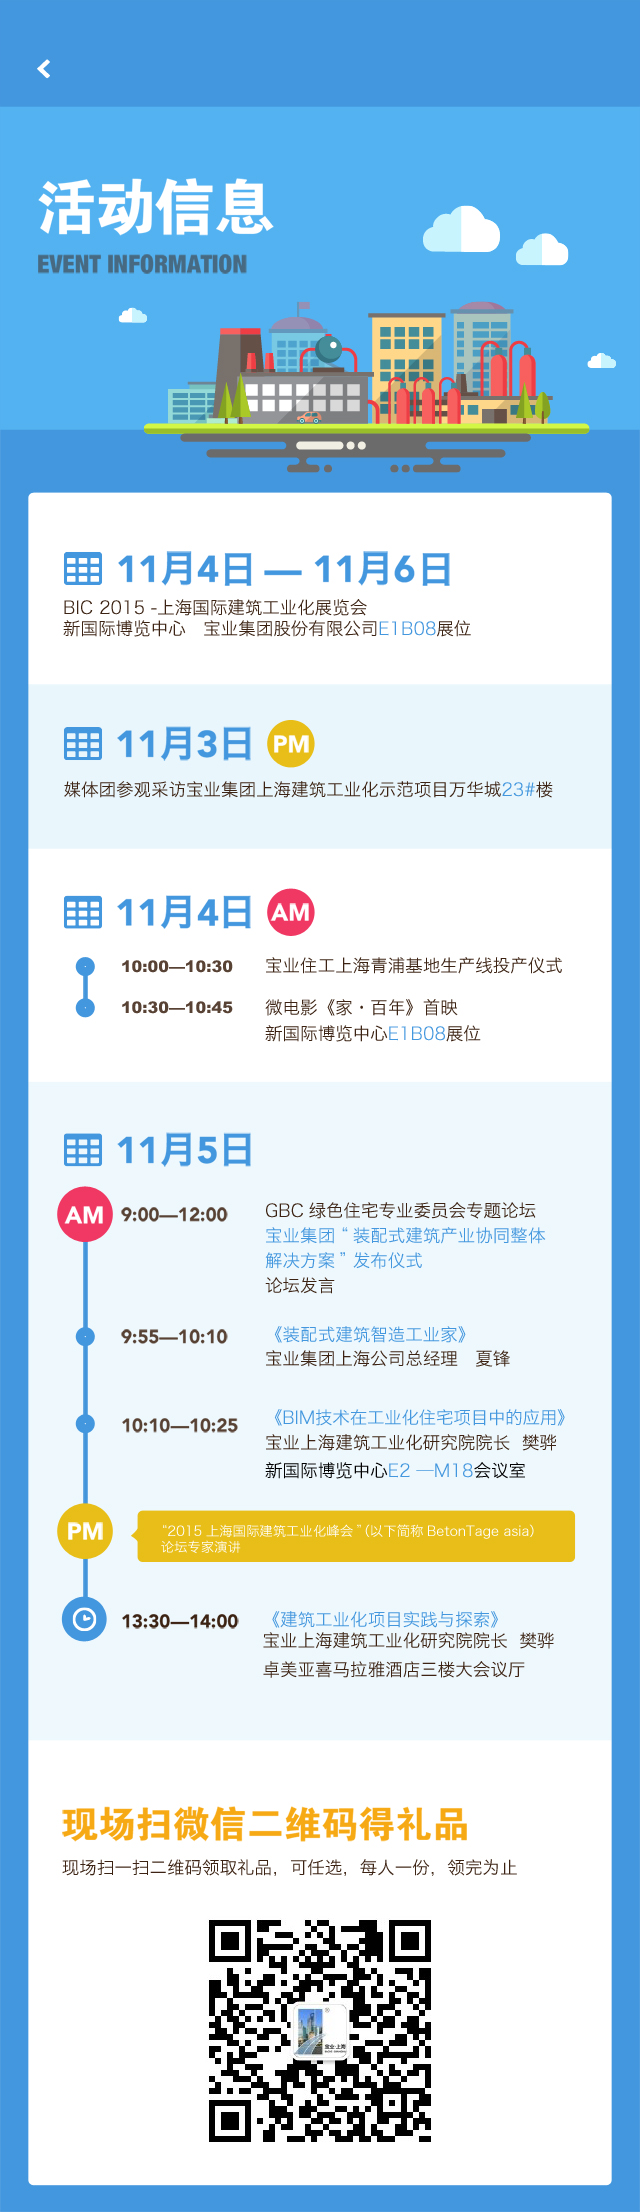 活动信息
EVENT INFORMATION
11月4日 — 11月6日
BIC 2015 -上海国际建筑工业化展览会
新国际博览中心 宝业集团股份有限公司E1B08展位
11月3日 PM
媒体团参观采访宝业集团上海建筑工业化示范项目万华城23#楼
11月4日 AM
10:00—10:30 宝业住工上海青浦基地生产线投产仪式
10:30—10:45 微电影《家·百年》首映
新国际博览中心E1B08展位
11月5日
AM 9:00—12:00 GBC 绿色住宅专业委员会专题论坛
宝业集团“装配式建筑产业协同整体
解决方案”发布仪式
论坛发言
9:55—10:10 《装配式建筑智造工业家》
宝业集团上海公司总经理 夏锋
10:10—10:25 《BIM技术在工业化住宅项目中的应用》
宝业上海建筑工业化研究院院长 樊骅
新国际博览中心E2 —M18会议室
PM “2015 上海国际建筑工业化峰会”（以下简称 BetonTage asia）
论坛专家演讲
13:30—14:00 《建筑工业化项目实践与探索》
宝业上海建筑工业化研究院院长 樊骅
卓美亚喜马拉雅酒店三楼大会议厅
现场扫微信二维码得礼品
现场扫一扫二维码领取礼品，可任选，每人一份，领完为止
宝业·上海